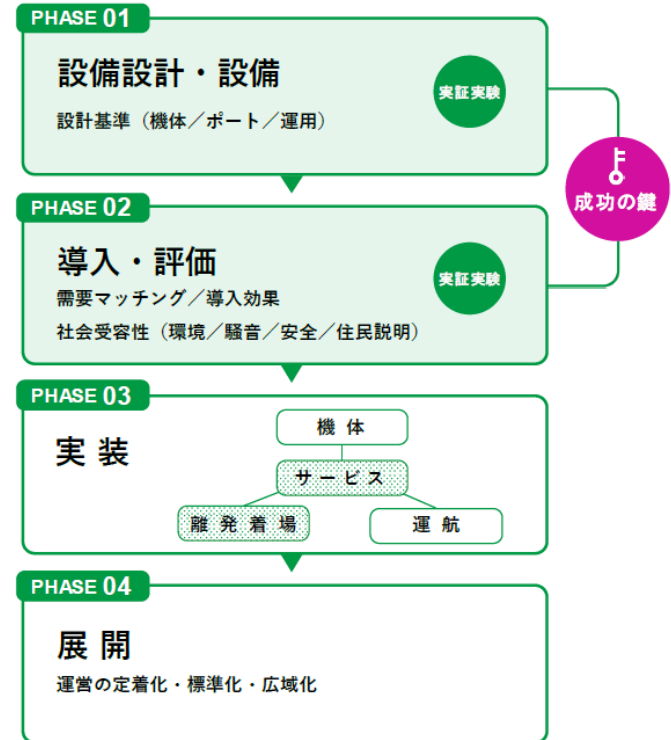 PHASE 01
設備設計・設備
設計基準（機体／ポート／運用）
実証実験
成功の鍵
PHASE 02
導入・評価
需要マッチング／導入効果
社会受容性（環境／騒音／安全／住民説明）
実証実験
PHASE 03
実装
機体
サービス
離発着場
運航
PHASE 04
展開
運営の定着化・標準化・広域化